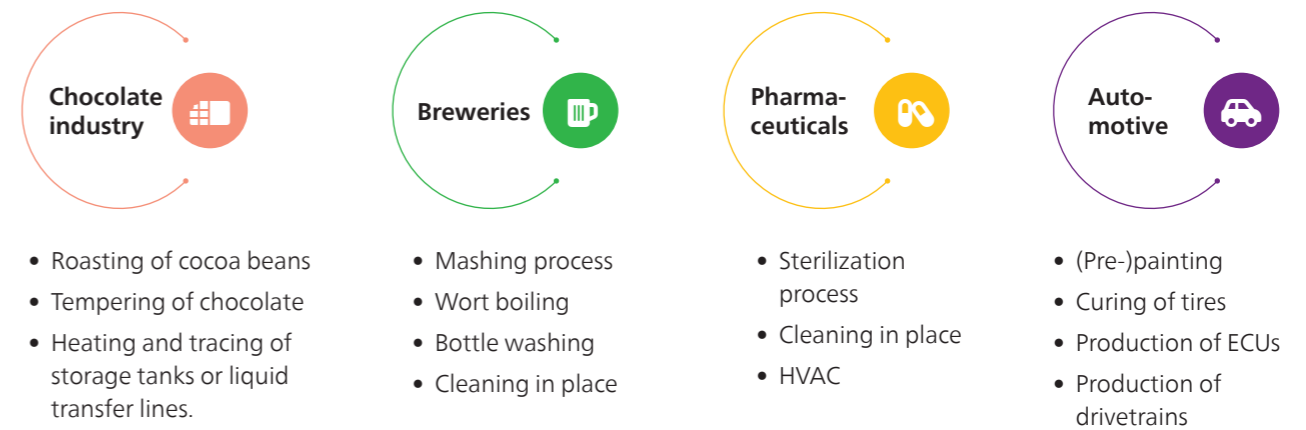 Chocolate
industry
• Roasting of cocoa beans
• Tempering of chocolate
• Heating and tracing of
storage tanks or liquid
transfer lines.
Breweries
• Mashing process
• Wort boiling
• Bottle washing
• Cleaning in place
Pharma-
ceuticals
• Sterilization
process
• Cleaning in place
• HVAC
Auto-
motive
• (Pre-)painting
• Curing of tires
• Production of ECUs
• Production of
drivetrains